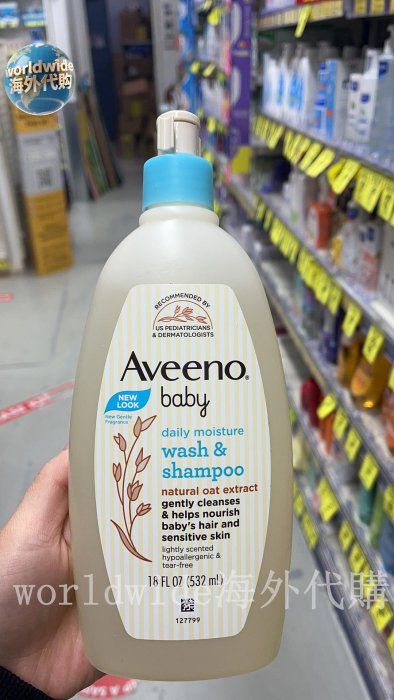 worldwide
海外代購
RECOMMENDED BY
US PEDIATRICIANS
& DERMATOLOGISTS
Aveeno®
baby
NEW
LOOK
New Gently
Fragrance
daily moisture
wash &
shampoo
natural oat extract
gently cleanses
& helps nourish
baby's hair and
sensitive skin
lightly scented
hypoallergenic &
tear-free
18 FL OZ (532 mL)
worldwide海外代購
127799